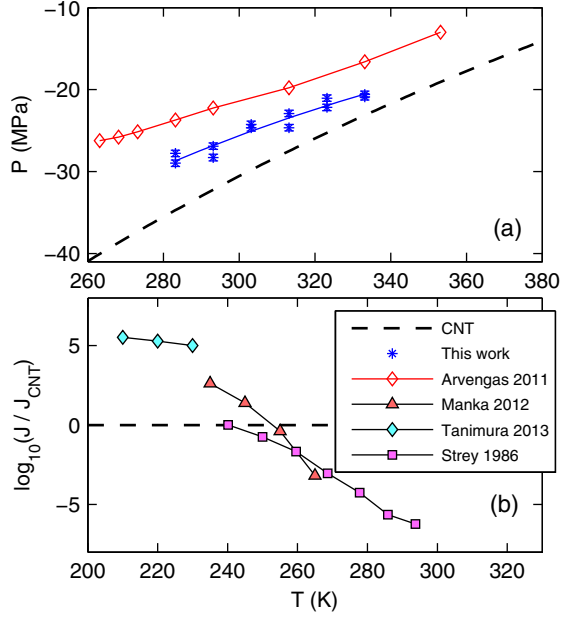 −10
−20
−30
−40
P (MPa)
(a)
260 280 300 320 340 360 380
5
0
−5
log10(J / JCNT)
CNT
This work
Arvengas 2011
Manka 2012
Tanimura 2013
Strey 1986
(b)
200 220 240 260 280 300 320
T (K)